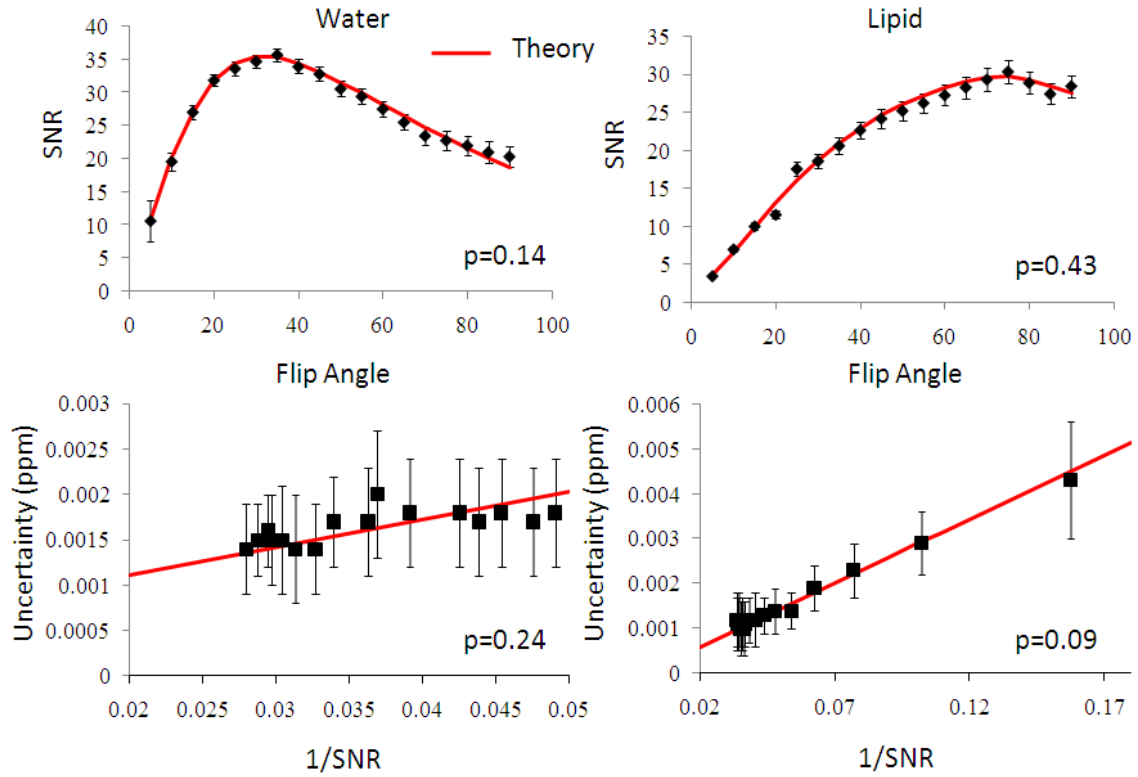 Water
Theory
SNR
40
35
30
25
20
15
10
5
0
p=0.14
0 20 40 60 80 100
Flip Angle
Lipid
SNR
35
30
25
20
15
10
5
0
p=0.43
0 20 40 60 80 100
Flip Angle
Uncertainty (ppm)
0.003
0.0025
0.002
0.0015
0.001
0.0005
0
p=0.24
0.02 0.025 0.03 0.035 0.04 0.045 0.05
1/SNR
Uncertainty (ppm)
0.006
0.005
0.004
0.003
0.002
0.001
0
p=0.09
0.02 0.07 0.12 0.17
1/SNR